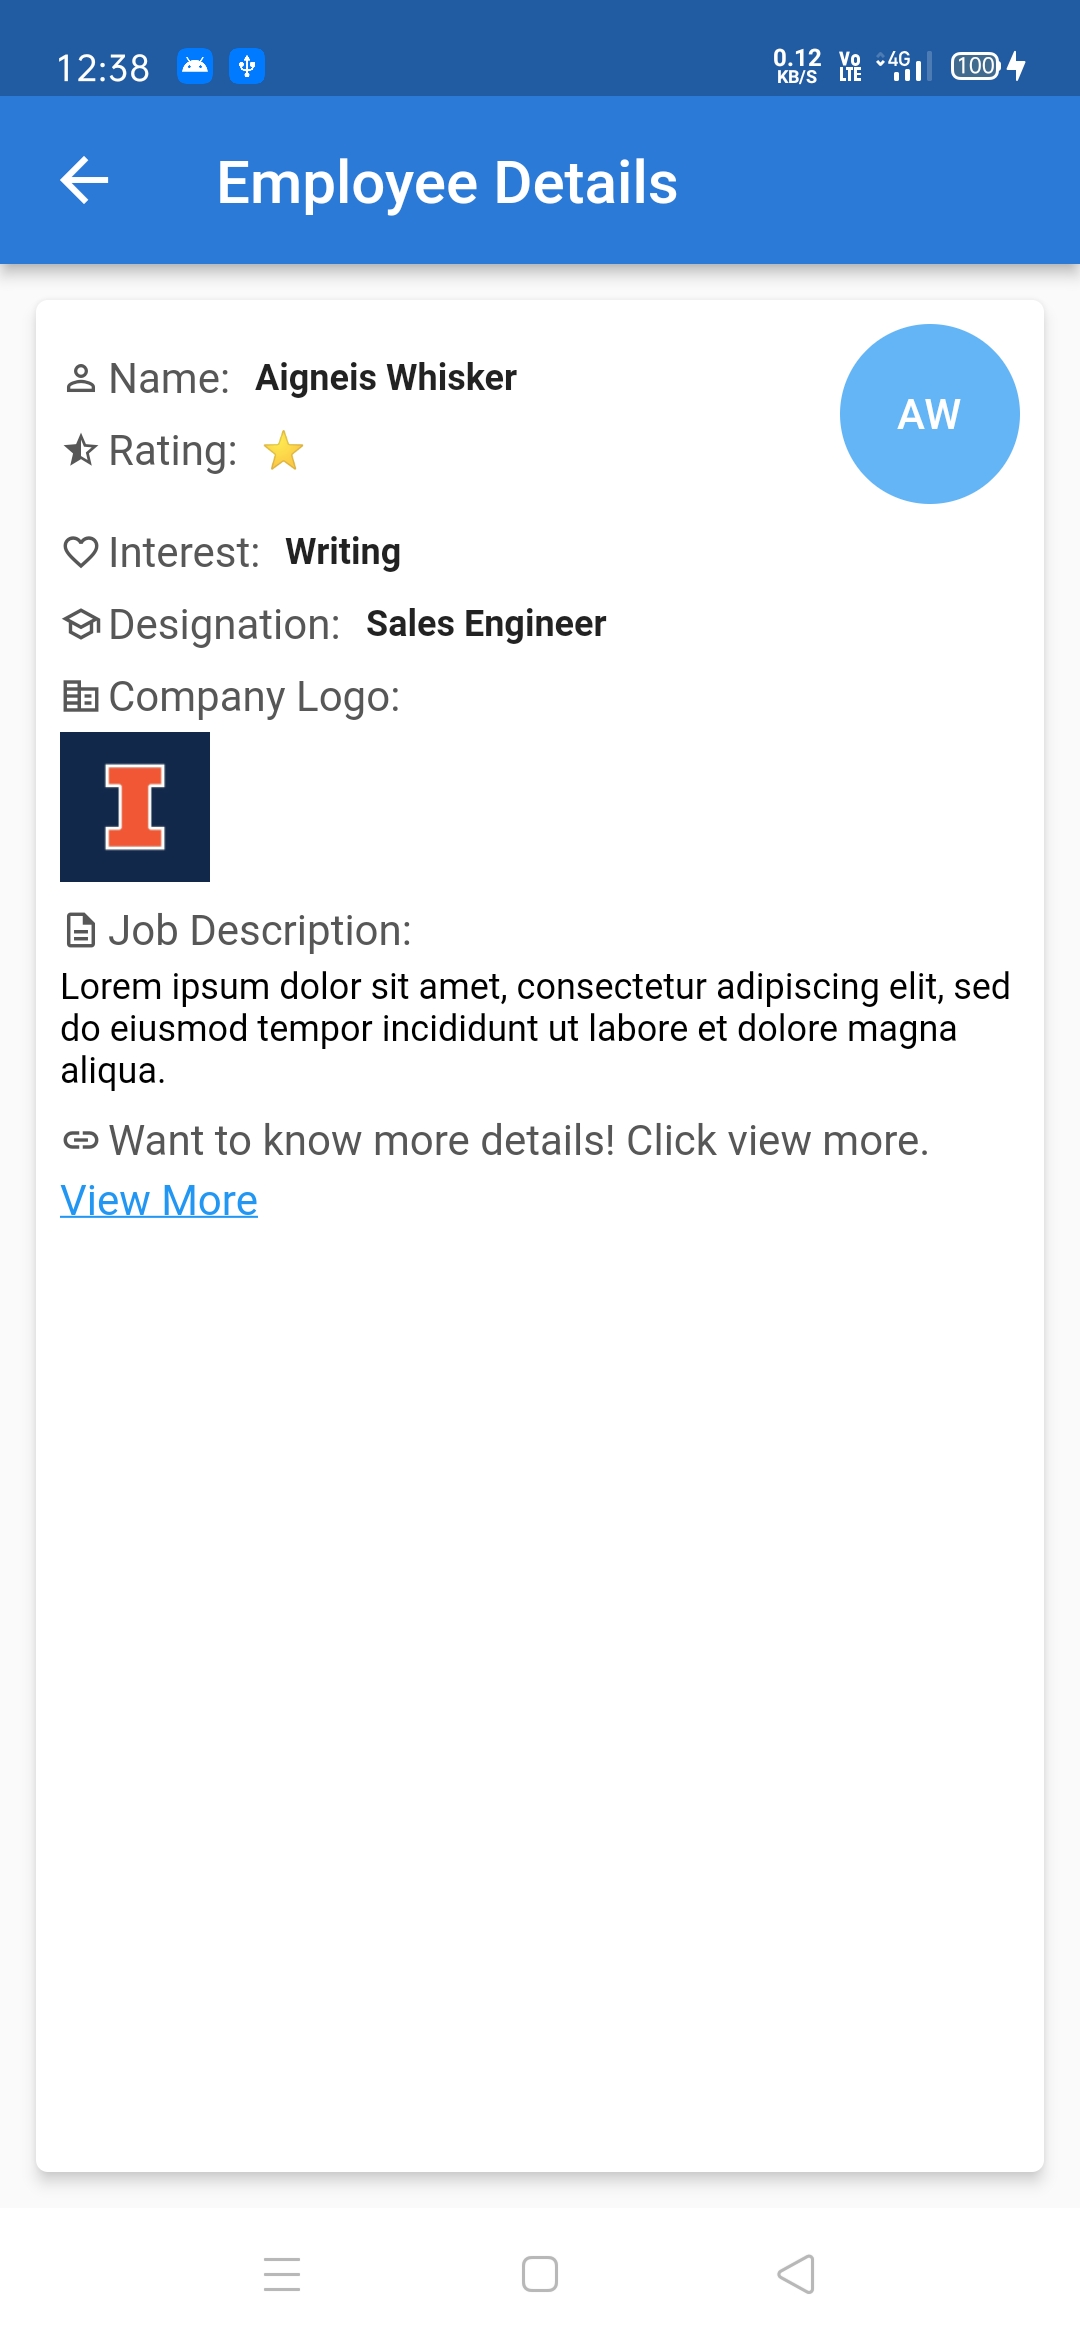 12:38
0.12 KB/S Vo LTE 4G 100
Employee Details
Name: Aigneis Whisker
AW
Rating:
Interest: Writing
Designation: Sales Engineer
Company Logo:
I
Job Description:
Lorem ipsum dolor sit amet, consectetur adipiscing elit, sed
do eiusmod tempor incididunt ut labore et dolore magna
aliqua.
Want to know more details! Click view more.
View More